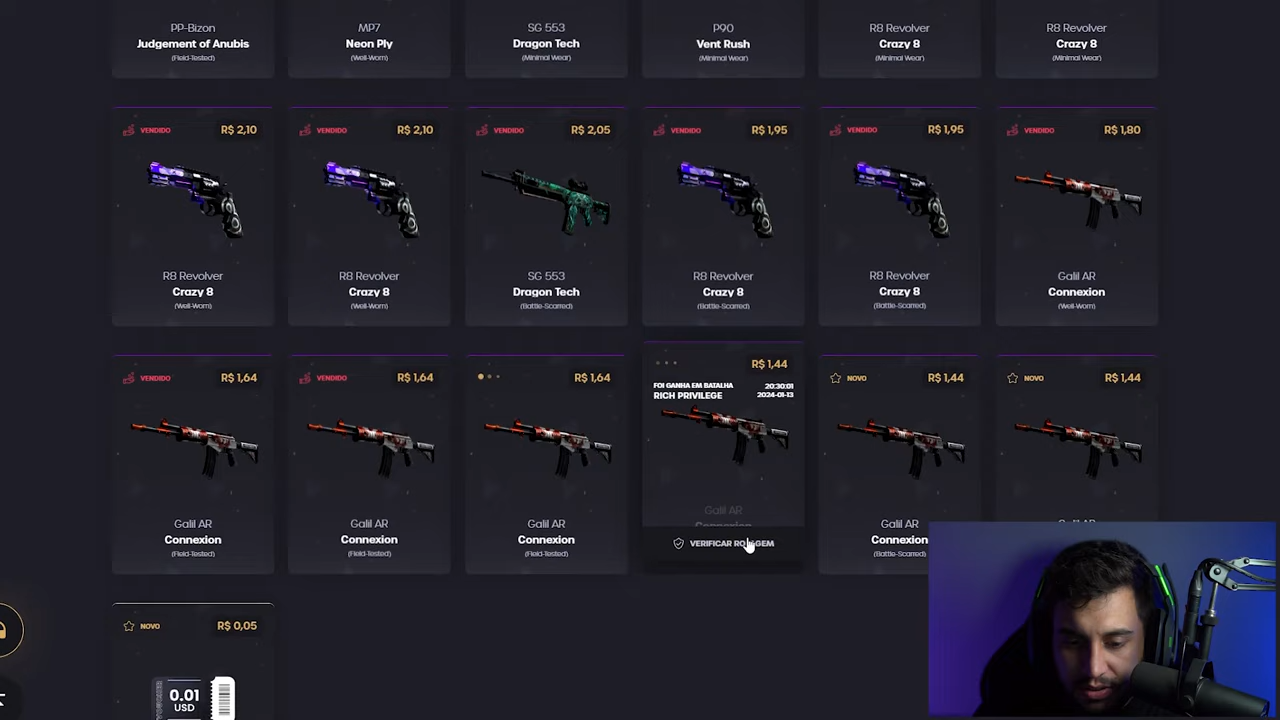 PP-Bizon
Judgement of Anubis
(Field-Tested)
MP7
Neon Ply
(Well-Worn)
SG 553
Dragon Tech
(Minimal Wear)
P90
Vent Rush
(Minimal Wear)
R8 Revolver
Crazy 8
(Minimal Wear)
R8 Revolver
Crazy 8
(Minimal Wear)
VENDIDO R$ 2,10
R8 Revolver
Crazy 8
(Well-Worn)
VENDIDO R$ 2,10
R8 Revolver
Crazy 8
(Well-Worn)
VENDIDO R$ 2,05
SG 553
Dragon Tech
(Battle-Scarred)
VENDIDO R$ 1,95
R8 Revolver
Crazy 8
(Battle-Scarred)
VENDIDO R$ 1,95
R8 Revolver
Crazy 8
(Battle-Scarred)
VENDIDO R$ 1,80
Galil AR
Connexion
(Well-Worn)
VENDIDO R$ 1,64
Galil AR
Connexion
(Field-Tested)
VENDIDO R$ 1,64
Galil AR
Connexion
(Field-Tested)
R$ 1,64
Galil AR
Connexion
(Field-Tested)
R$ 1,44
FOI GANHA EM BATALHA 20:30:01
RICH PRIVILEGE 2024-01-13
Galil AR
Connexion
VERIFICAR
NOVO R$ 1,44
Galil AR
Connexion
(Battle-Scarred)
NOVO R$ 1,44
Galil AR
NOVO R$ 0,05
0.01
USD